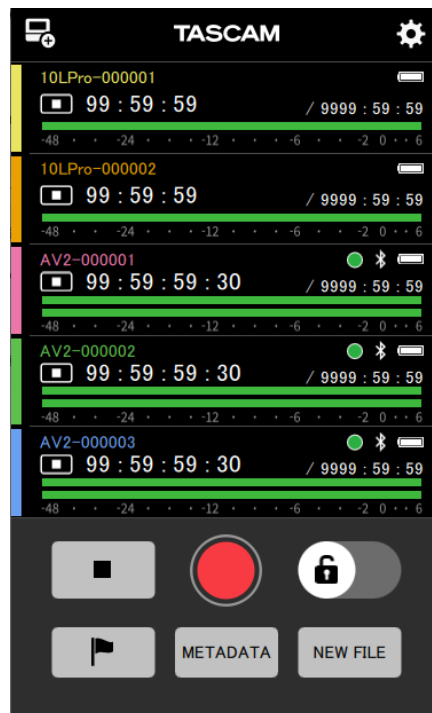 TASCAM
10LPro-000001
99 : 59 : 59
/ 9999 : 59 : 59
-48 · · -24 · · · -12 · · · -6 · · -2 0 · · 6
10LPro-000002
99 : 59 : 59
/ 9999 : 59 : 59
-48 · · -24 · · · -12 · · · -6 · · -2 0 · · 6
AV2-000001
99 : 59 : 59 : 30
/ 9999 : 59 : 59
-48 · · -24 · · · -12 · · · -6 · · -2 0 · · 6
AV2-000002
99 : 59 : 59 : 30
/ 9999 : 59 : 59
-48 · · -24 · · · -12 · · · -6 · · -2 0 · · 6
AV2-000003
99 : 59 : 59 : 30
/ 9999 : 59 : 59
-48 · · -24 · · · -12 · · · -6 · · -2 0 · · 6
METADATA
NEW FILE